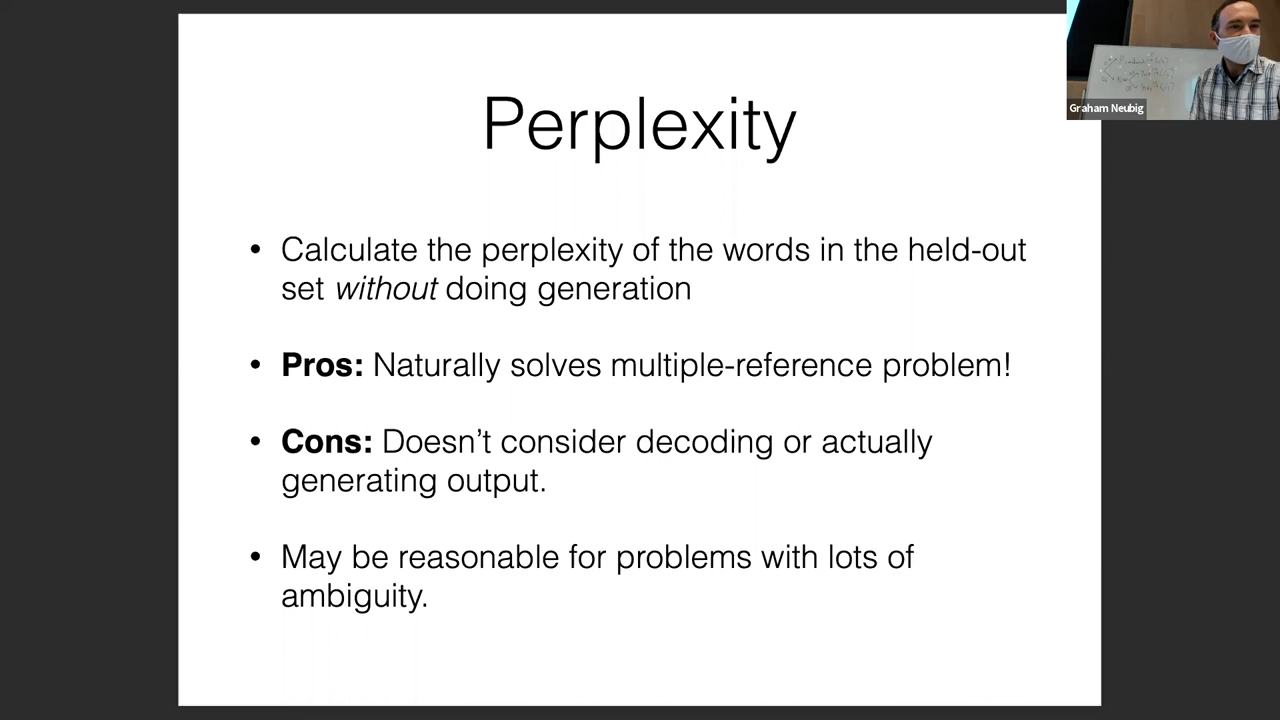 Perplexity
• Calculate the perplexity of the words in the held-out
set without doing generation
• Pros: Naturally solves multiple-reference problem!
• Cons: Doesn’t consider decoding or actually
generating output.
• May be reasonable for problems with lots of
ambiguity.
Graham Neubig